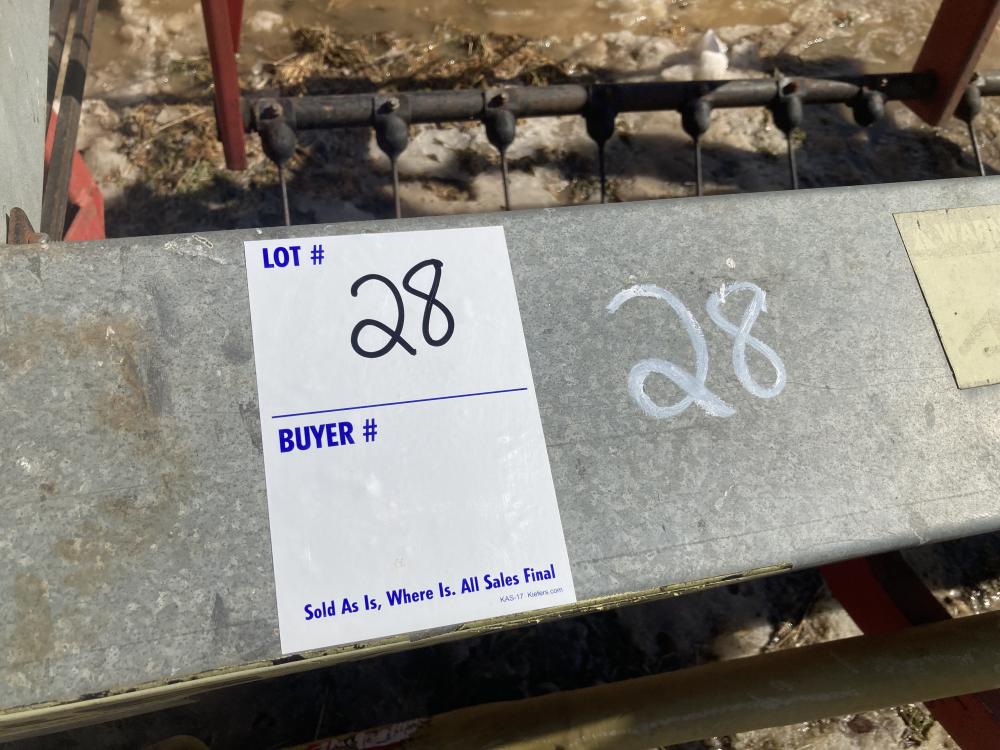 LOT #
28
BUYER #
Sold As Is, Where Is. All Sales Final
KAS-17 Kiefers.com
28